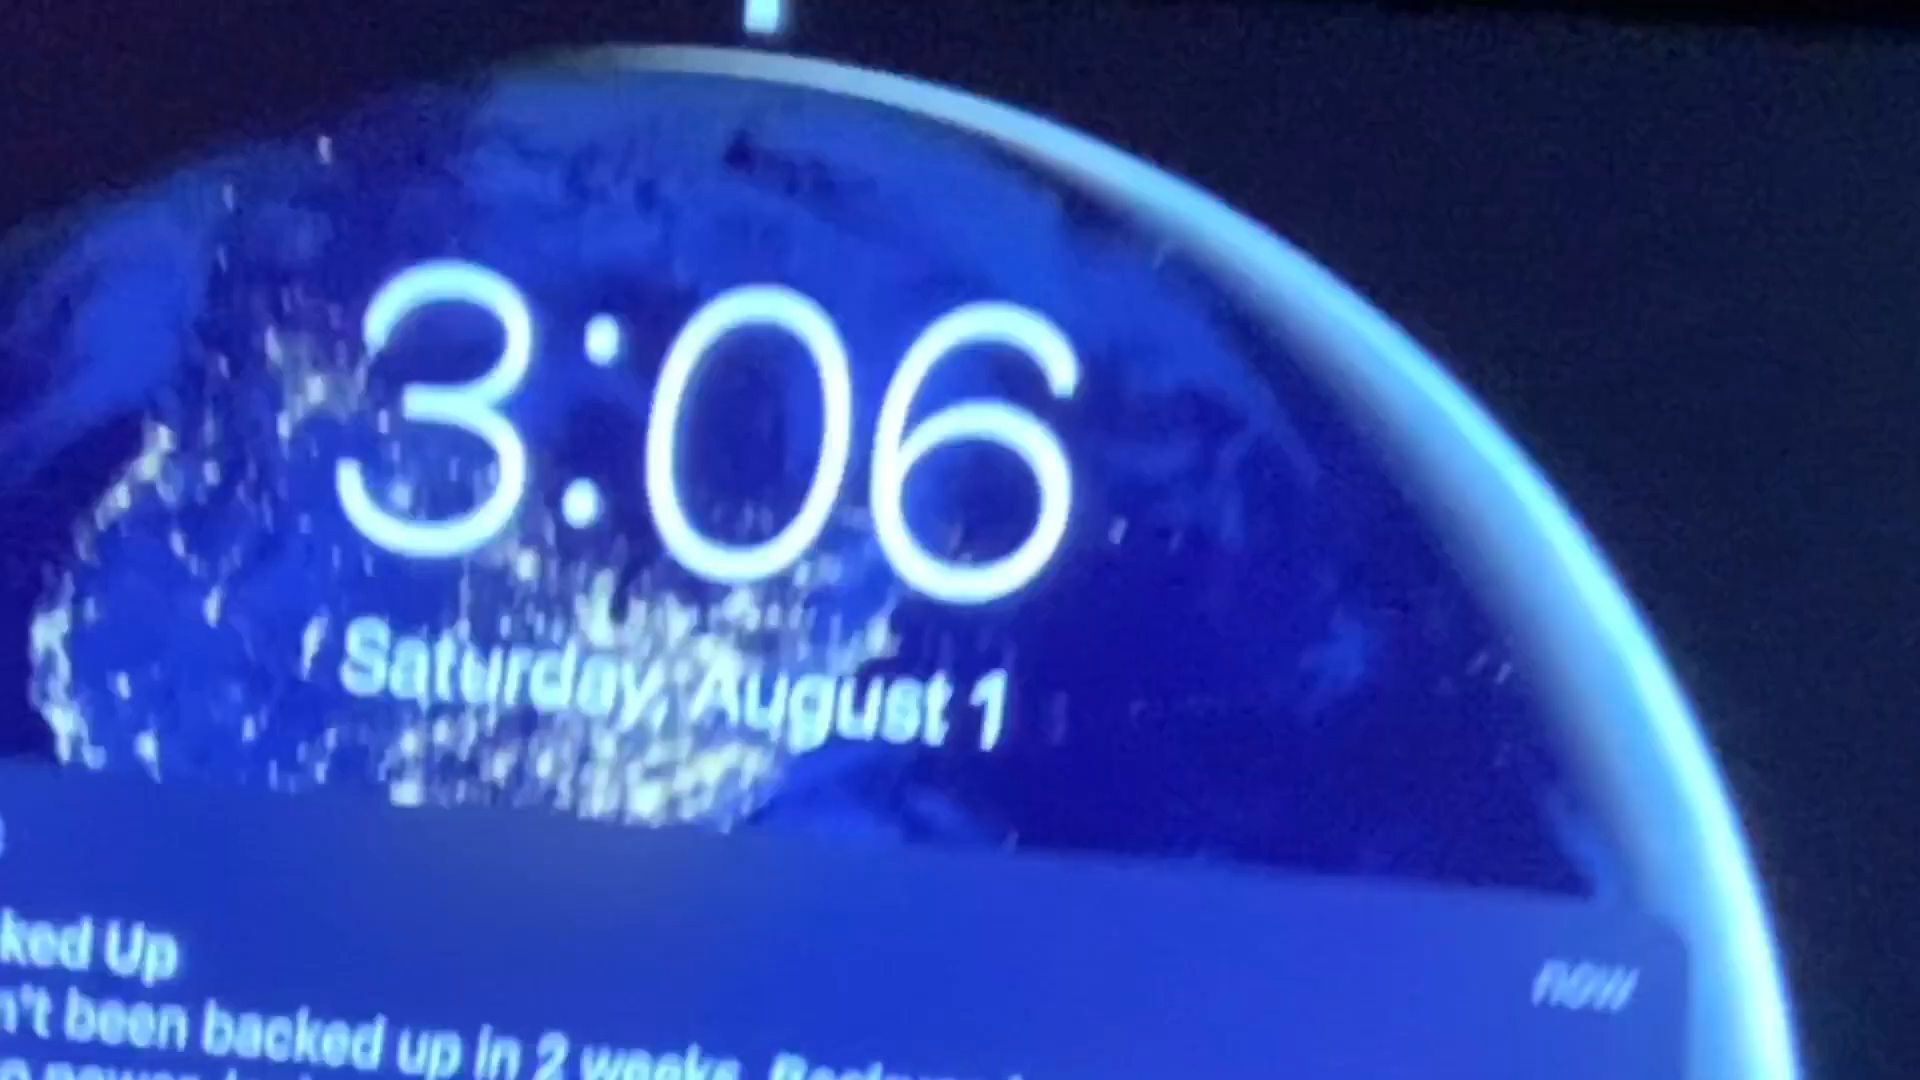 3:06
Saturday, August 1
ked Up
now
n't been backed up in 2 weeks.